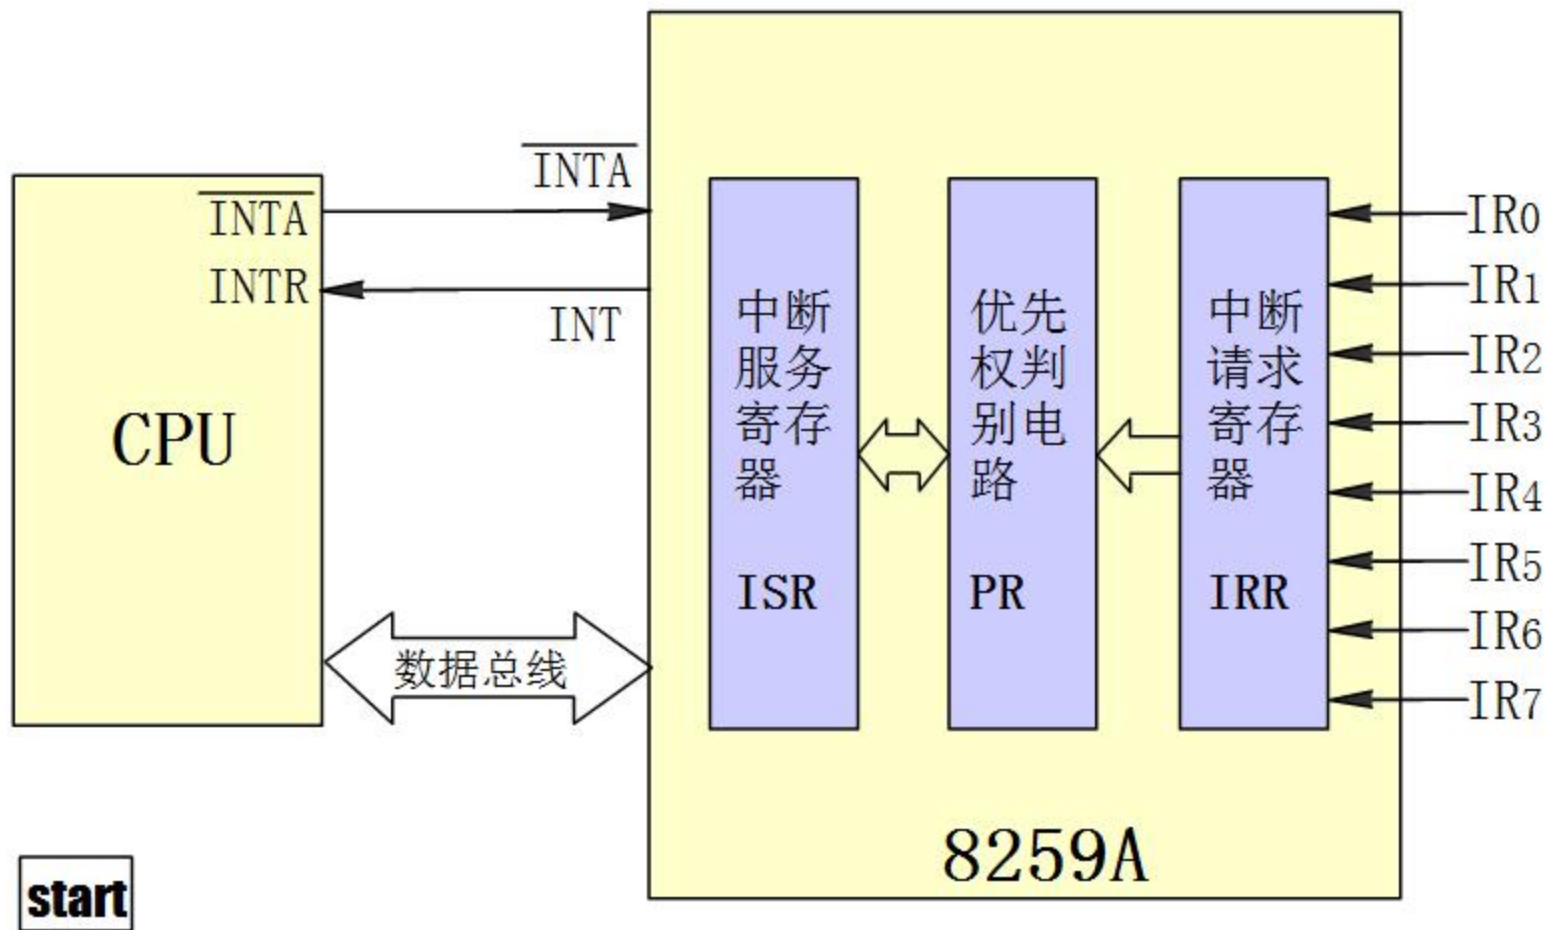 INTA
INTA
INTR
INT
CPU
数据总线
中断
服务
寄存
器
ISR
优先
权判
别电
路
PR
中断
请求
寄存
器
IRR
IR0
IR1
IR2
IR3
IR4
IR5
IR6
IR7
8259A
start